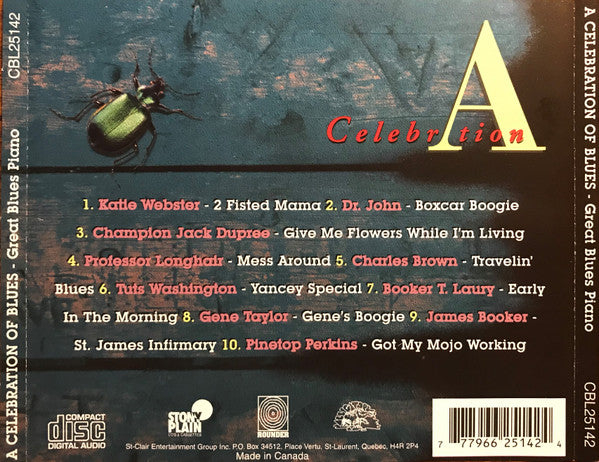 CBL25142
A CELEBRATION OF BLUES - Great Blues Piano
A
Celebration
1. Katie Webster - 2 Fisted Mama 2. Dr. John - Boxcar Boogie
3. Champion Jack Dupree - Give Me Flowers While I'm Living
4. Professor Longhair - Mess Around 5. Charles Brown - Travelin'
Blues 6. Tuts Washington - Yancey Special 7. Booker T. Laury - Early
In The Morning 8. Gene Taylor - Gene's Boogie 9. James Booker -
St. James Infirmary 10. Pinetop Perkins - Got My Mojo Working
COMPACT
disc
DIGITAL AUDIO
STONY
PLAIN
ROUNDER
St-Clair Entertainment Group Inc. P.O. Box 34512, Place Vertu, St-Laurent, Quebec, H4R 2P4
Made in Canada
7 77966 25142 4
A CELEBRATION OF BLUES - Great Blues Piano
CBL25142